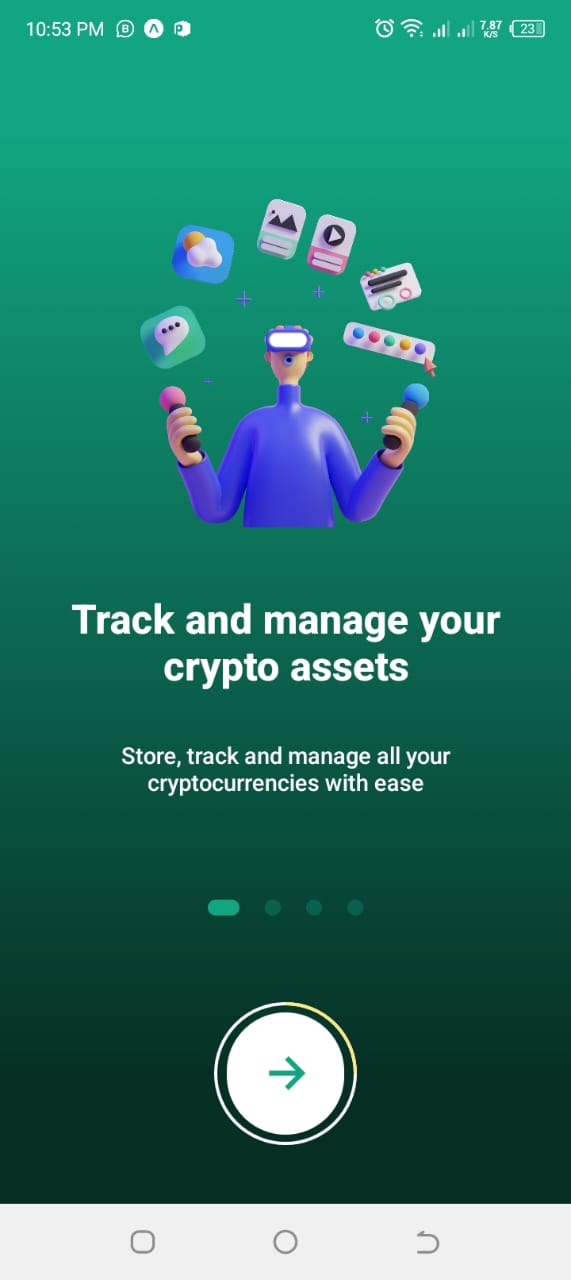 10:53 PM
7.87
K/S
23
Track and manage your
crypto assets
Store, track and manage all your
cryptocurrencies with ease